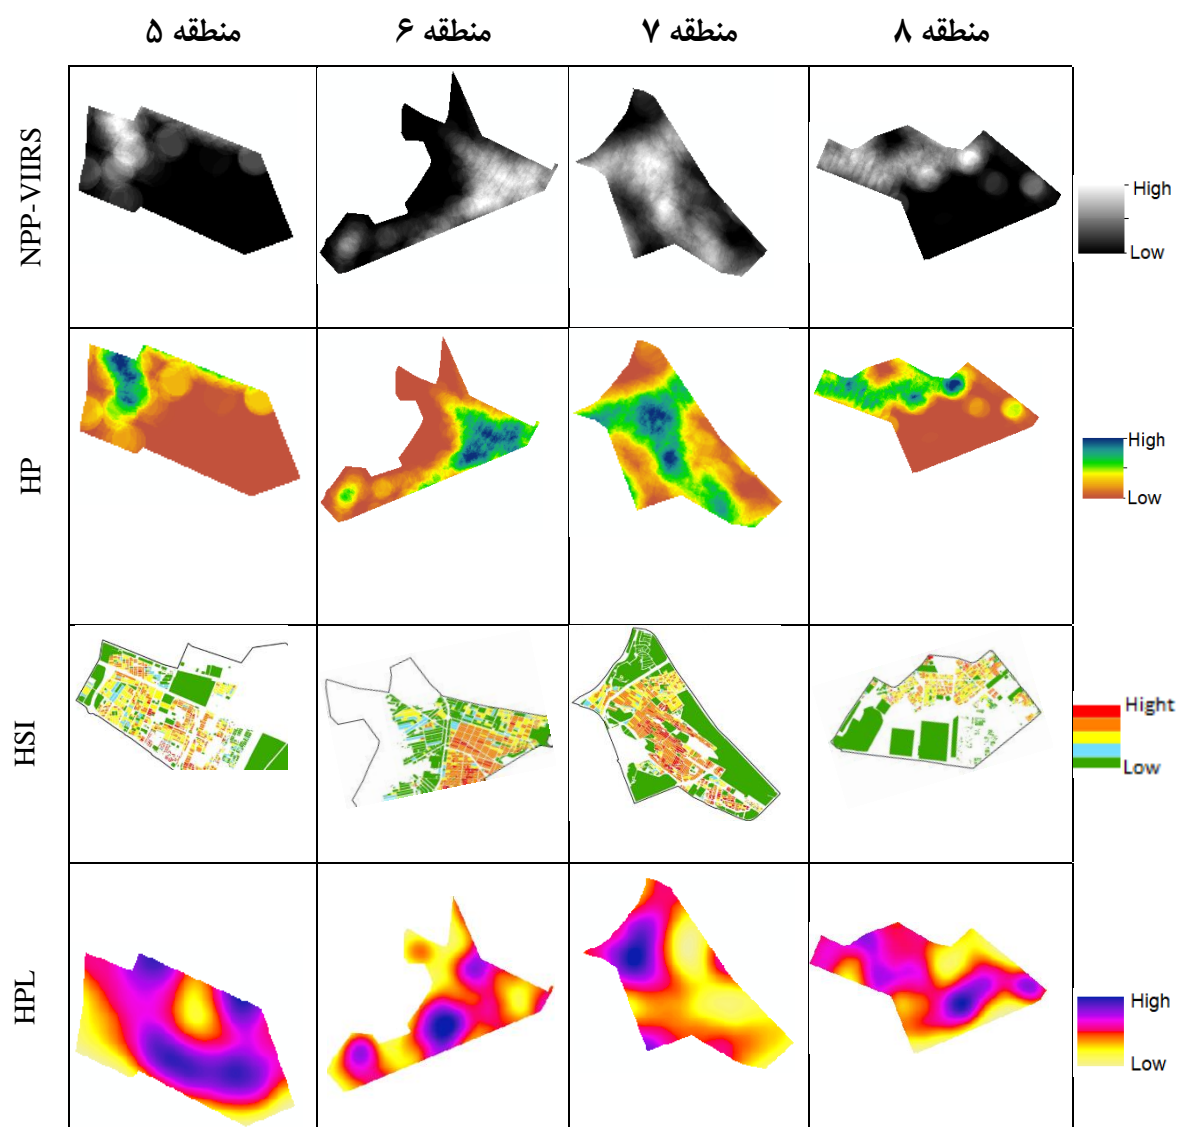 منطقه ۵
منطقه ۶
منطقه ۷
منطقه ۸
NPP-VIIRS
High
Low
HP
High
Low
HSI
Hight
Low
HPL
High
Low